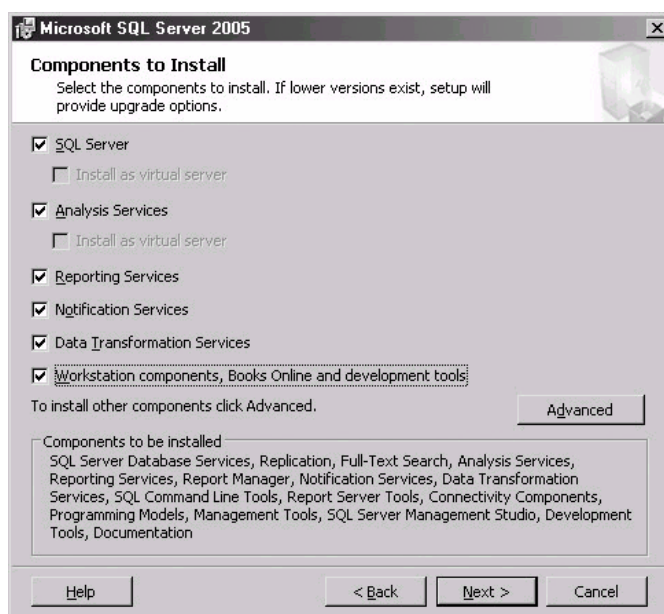 Microsoft SQL Server 2005
Components to Install
Select the components to install. If lower versions exist, setup will
provide upgrade options.
SQL Server
Install as virtual server
Analysis Services
Install as virtual server
Reporting Services
Notification Services
Data Transformation Services
Workstation components, Books Online and development tools
To install other components click Advanced.
Advanced
Components to be installed
SQL Server Database Services, Replication, Full-Text Search, Analysis Services,
Reporting Services, Report Manager, Notification Services, Data Transformation
Services, SQL Command Line Tools, Report Server Tools, Connectivity Components,
Programming Models, Management Tools, SQL Server Management Studio, Development
Tools, Documentation
Help
< Back
Next >
Cancel